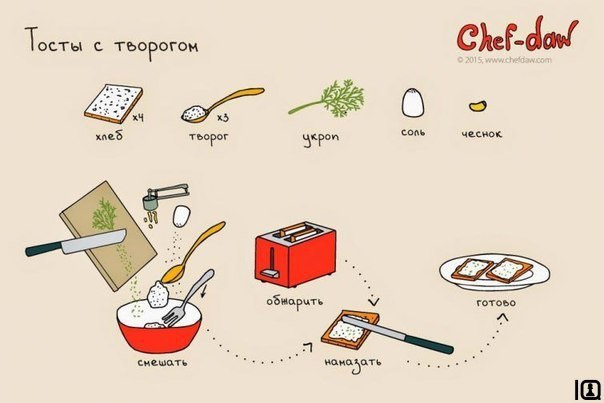 Тосты с творогом
Chef-daw
© 2015, www.chefdaw.com
x4
x3
хлеб
творог
укроп
соль
чеснок
обжарить
готово
смешать
намазать
IQ